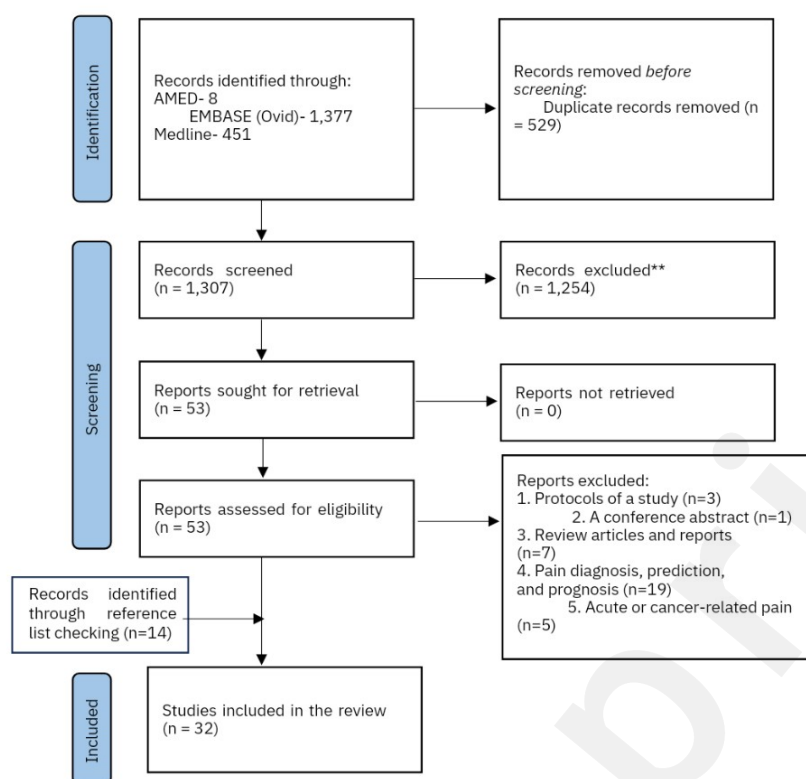 Identification
Records identified through:
AMED- 8
EMBASE (Ovid)- 1,377
Medline- 451
Records removed before
screening:
Duplicate records removed (n
= 529)
Screening
Records screened
(n = 1,307)
Records excluded**
(n = 1,254)
Reports sought for retrieval
(n = 53)
Reports not retrieved
(n = 0)
Reports assessed for eligibility
(n = 53)
Reports excluded:
1. Protocols of a study (n=3)
2. A conference abstract (n=1)
3. Review articles and reports
(n=7)
4. Pain diagnosis, prediction,
and prognosis (n=19)
5. Acute or cancer-related pain
(n=5)
Records identified
through reference
list checking (n=14)
Included
Studies included in the review
(n = 32)
pri